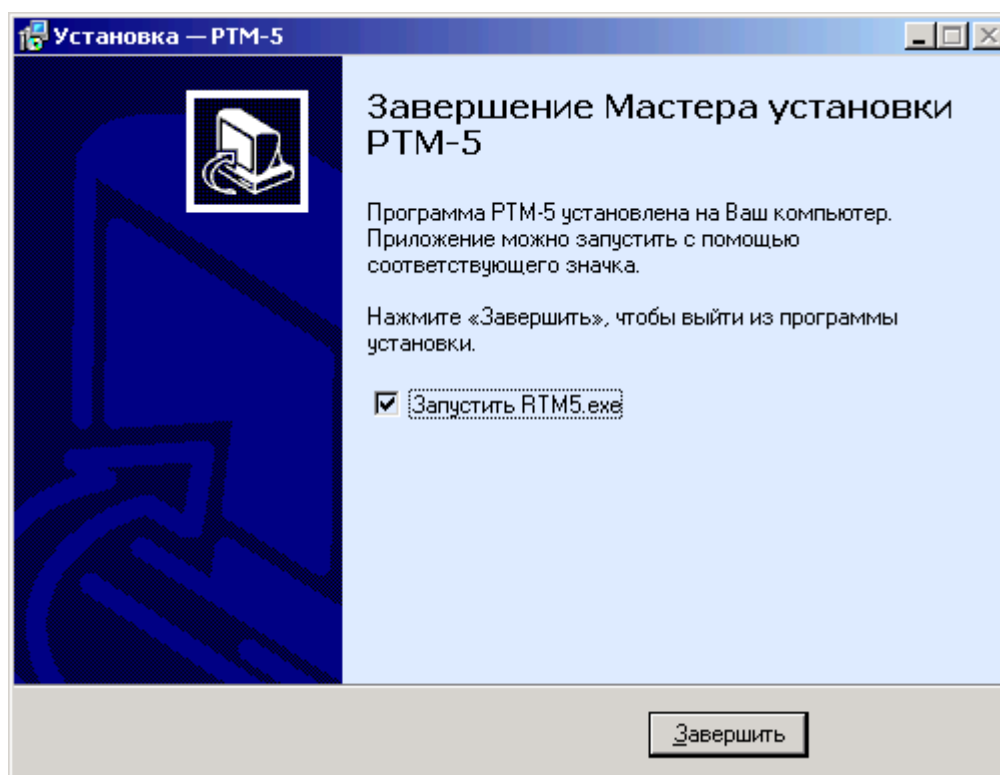 Установка — РТМ-5
Завершение Мастера установки
РТМ-5
Программа РТМ-5 установлена на Ваш компьютер.
Приложение можно запустить с помощью
соответствующего значка.
Нажмите «Завершить», чтобы выйти из программы
установки.
Запустить RTM5.exe
Завершить